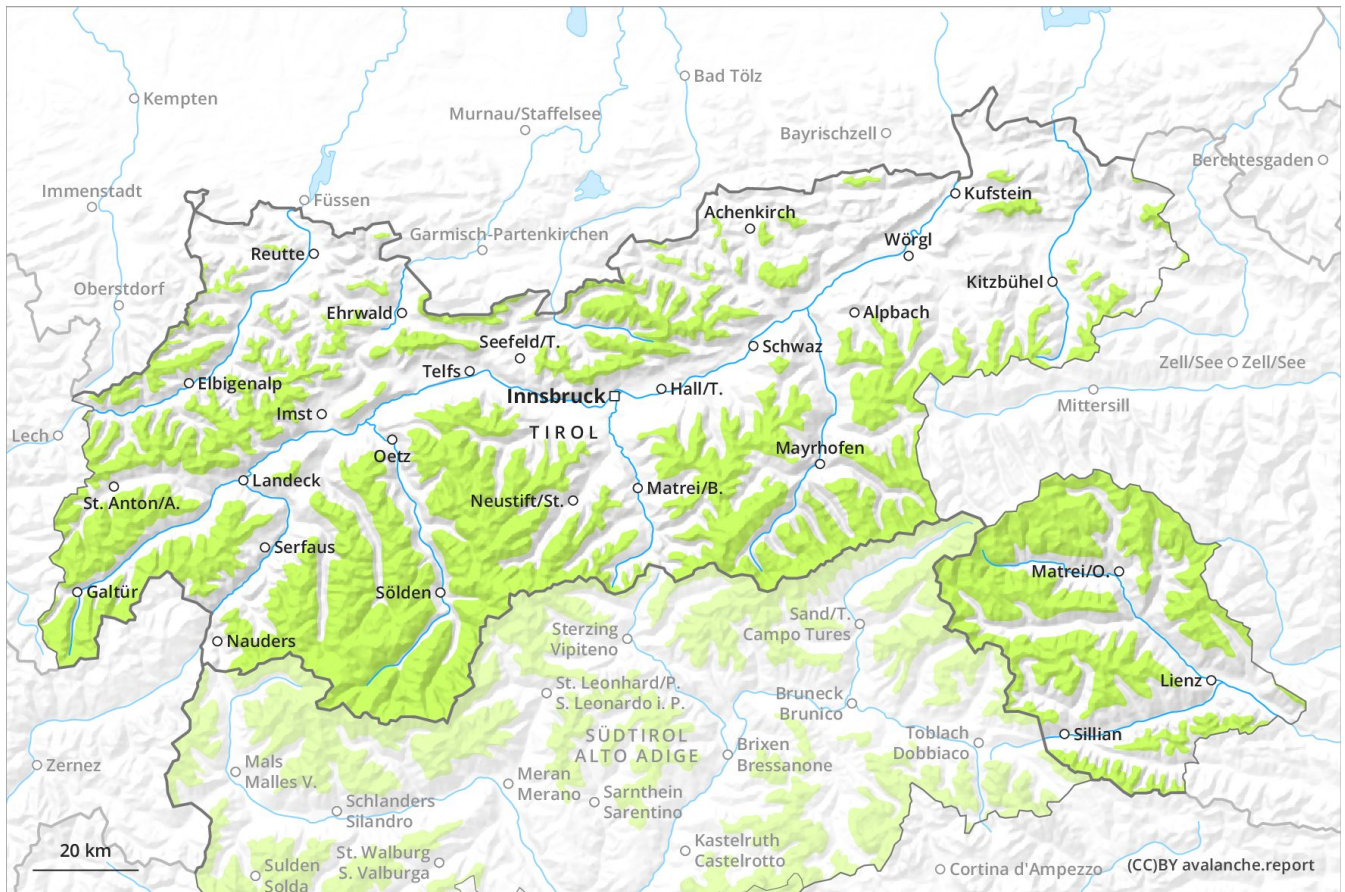 Bad Tölz
Kempten
Murnau/Staffelsee
Bayrischzell
Berchtesgaden
Immenstadt
Füssen
Kufstein
Achenkirch
Garmisch-Partenkirchen
Wörgl
Reutte
Oberstdorf
Kitzbühel
Ehrwald
Alpbach
Seefeld/T.
Schwaz
Zell/See
Zell/See
Telfs
Elbigenalp
Innsbruck
Hall/T.
Mittersill
Imst
TIROL
Lech
Oetz
Mayrhofen
Landeck
St. Anton/A.
Neustift/St.
Matrei/B.
Serfaus
Matrei/O.
Galtür
Sölden
Sand/T.
Campo Tures
Sterzing
Vipiteno
Nauders
Lienz
St. Leonhard/P.
S. Leonardo i. P.
Bruneck
Brunico
SÜDTIROL
ALTO ADIGE
Toblach
Dobbiaco
Sillian
Brixen
Bressanone
Zernez
Mals
Malles V.
Meran
Merano
Sarnthein
Sarentino
Schlanders
Silandro
Kastelruth
Castelrotto
20 km
St. Walburg
S. Valburga
Sulden
Solda
Cortina d'Ampezzo
(CC)BY avalanche.report